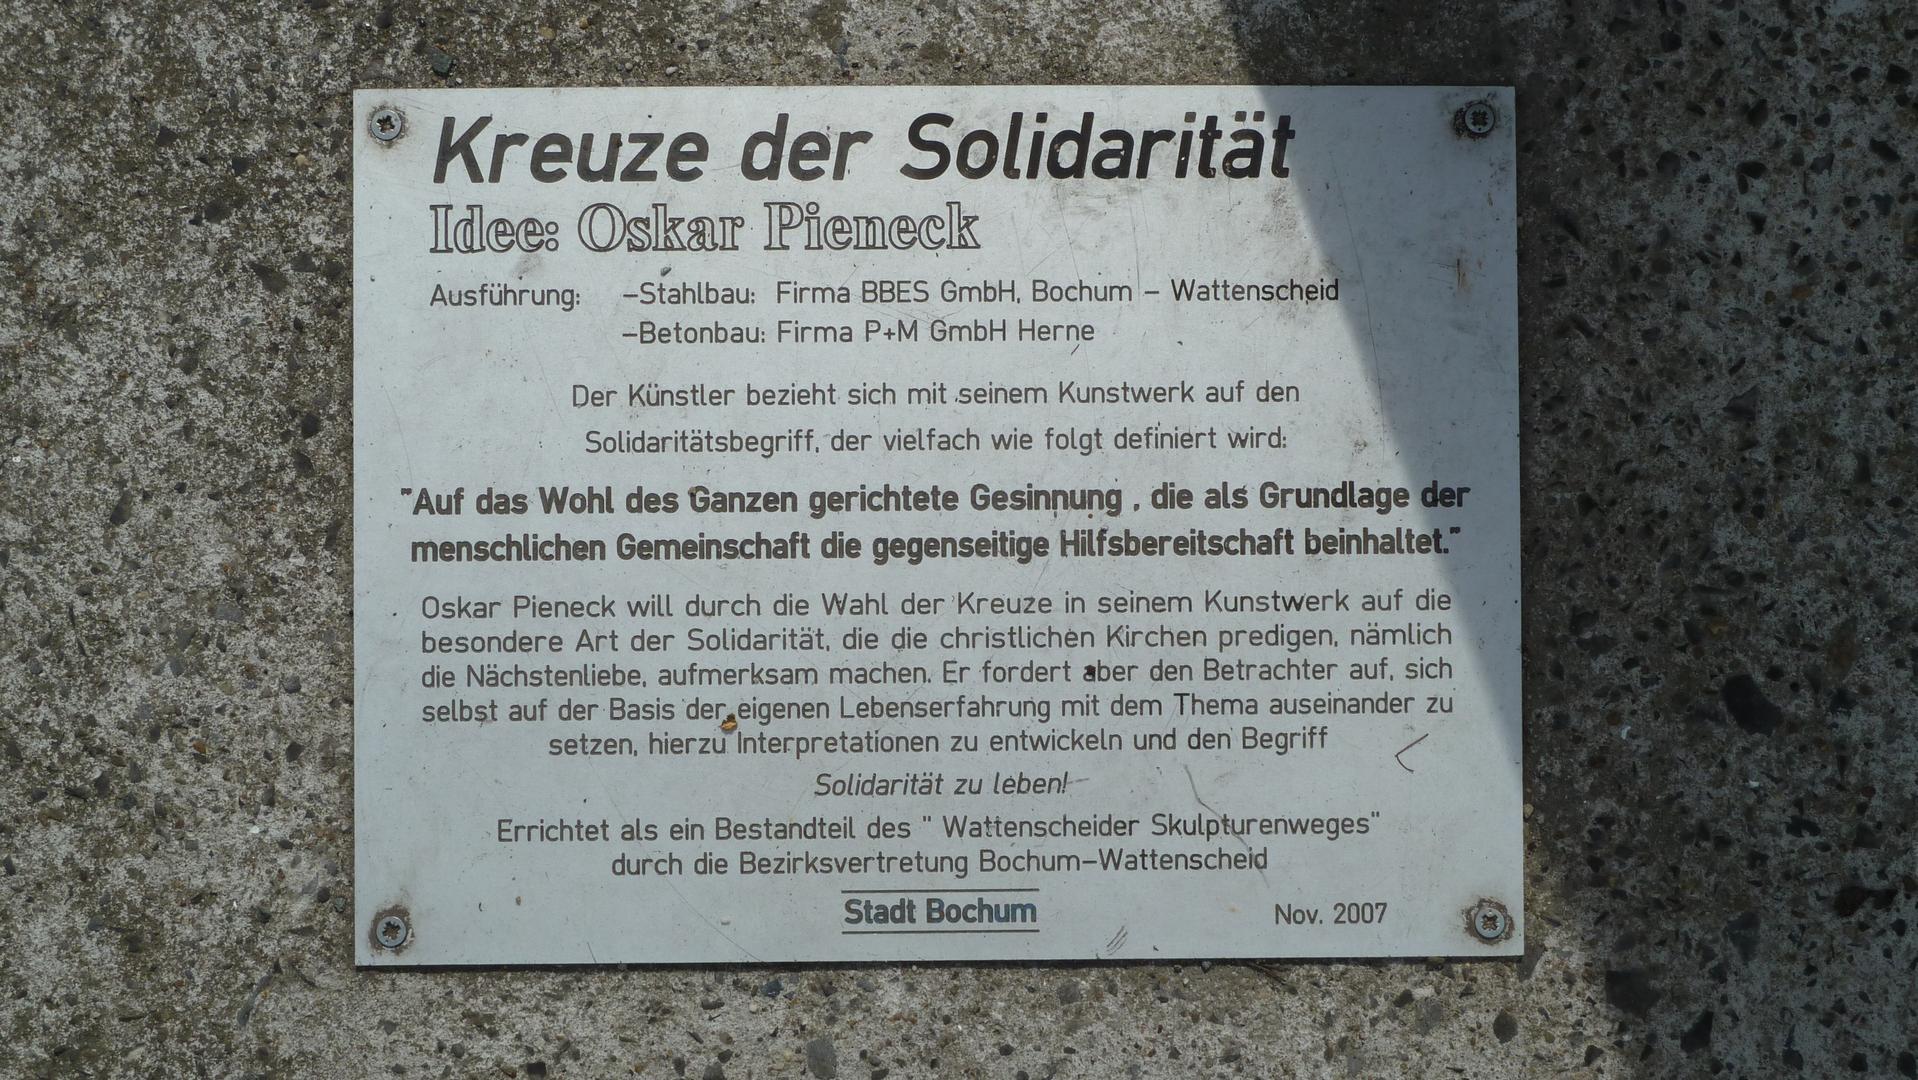 Kreuze der Solidarität
Idee: Oskar Pieneck
Ausführung: -Stahlbau: Firma BBES GmbH, Bochum - Wattenscheid
-Betonbau: Firma P+M GmbH Herne
Der Künstler bezieht sich mit seinem Kunstwerk auf den
Solidaritätsbegriff, der vielfach wie folgt definiert wird:
"Auf das Wohl des Ganzen gerichtete Gesinnung , die als Grundlage der
menschlichen Gemeinschaft die gegenseitige Hilfsbereitschaft beinhaltet."
Oskar Pieneck will durch die Wahl der Kreuze in seinem Kunstwerk auf die
besondere Art der Solidarität, die die christlichen Kirchen predigen, nämlich
die Nächstenliebe, aufmerksam machen. Er fordert aber den Betrachter auf, sich
selbst auf der Basis der eigenen Lebenserfahrung mit dem Thema auseinander zu
setzen, hierzu Interpretationen zu entwickeln und den Begriff
Solidarität zu leben!
Errichtet als ein Bestandteil des " Wattenscheider Skulpturenweges"
durch die Bezirksvertretung Bochum-Wattenscheid
Stadt Bochum
Nov. 2007